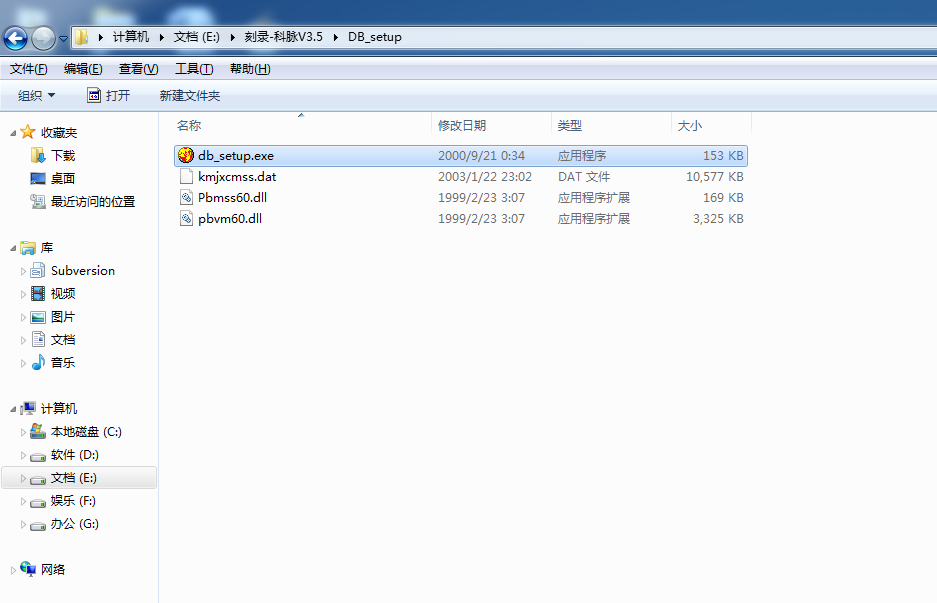 计算机 文档 (E:) 刻录-科脉V3.5 DB_setup
文件(F) 编辑(E) 查看(V) 工具(T) 帮助(H)
组织 打开 新建文件夹
收藏夹
下载
桌面
最近访问的位置
库
Subversion
视频
图片
文档
音乐
计算机
本地磁盘 (C:)
软件 (D:)
文档 (E:)
娱乐 (F:)
办公 (G:)
网络
名称 修改日期 类型 大小
db_setup.exe 2000/9/21 0:34 应用程序 153 KB
kmjxcmss.dat 2003/1/22 23:02 DAT 文件 10,577 KB
Pbmss60.dll 1999/2/23 3:07 应用程序扩展 169 KB
pbvm60.dll 1999/2/23 3:07 应用程序扩展 3,325 KB